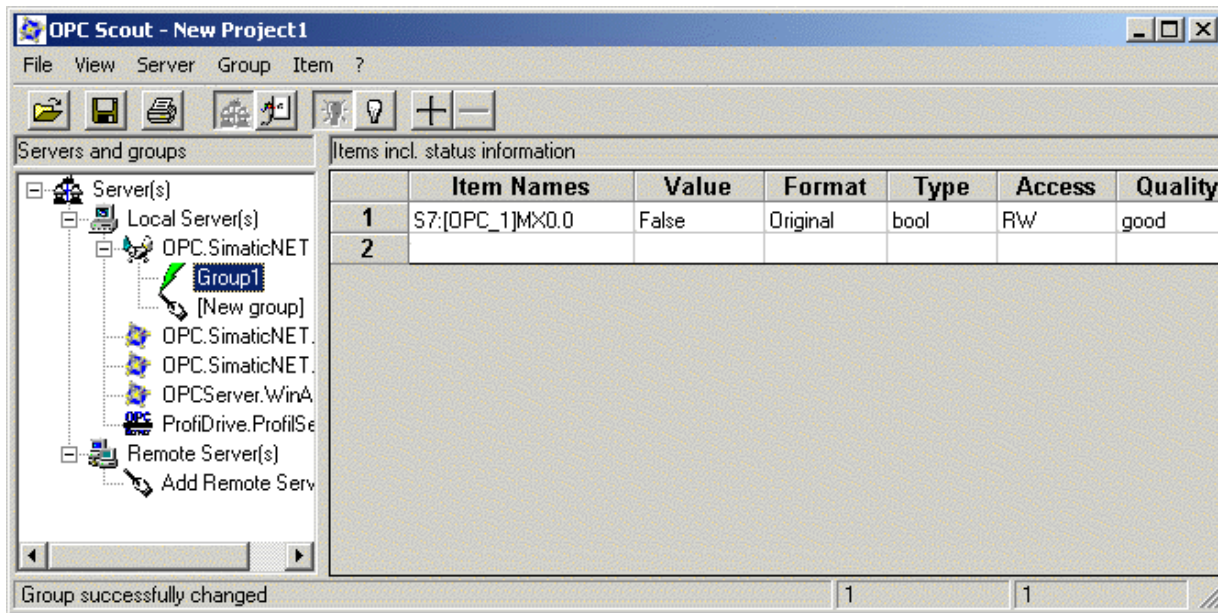 OPC Scout - New Project1
File View Server Group Item ?
Servers and groups
Items incl. status information
Server(s)
Local Server(s)
OPC.SimaticNET
Group1
[New group]
OPC.SimaticNET.
OPC.SimaticNET.
OPCServer.WinA
OPC ProfiDrive.ProfilSe
Remote Server(s)
Add Remote Serv
Item Names Value Format Type Access Quality
1 S7:[OPC_1]MX0.0 False Original bool RW good
2
Group successfully changed 1 1